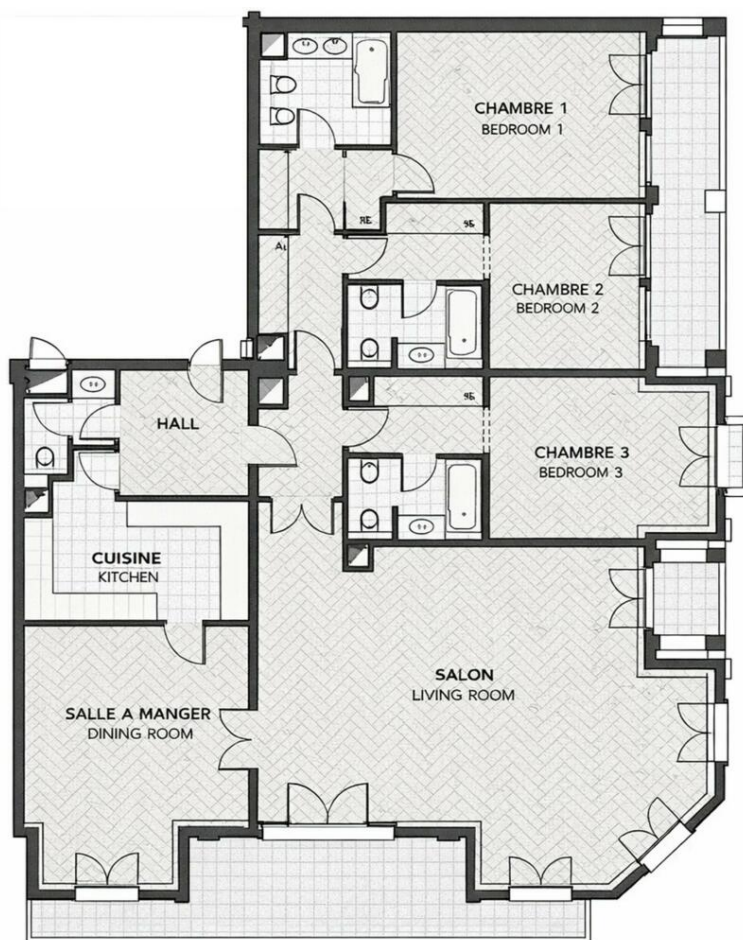 CHAMBRE 1
BEDROOM 1
CHAMBRE 2
BEDROOM 2
HALL
CHAMBRE 3
BEDROOM 3
CUISINE
KITCHEN
SALON
LIVING ROOM
SALLE A MANGER
DINING ROOM